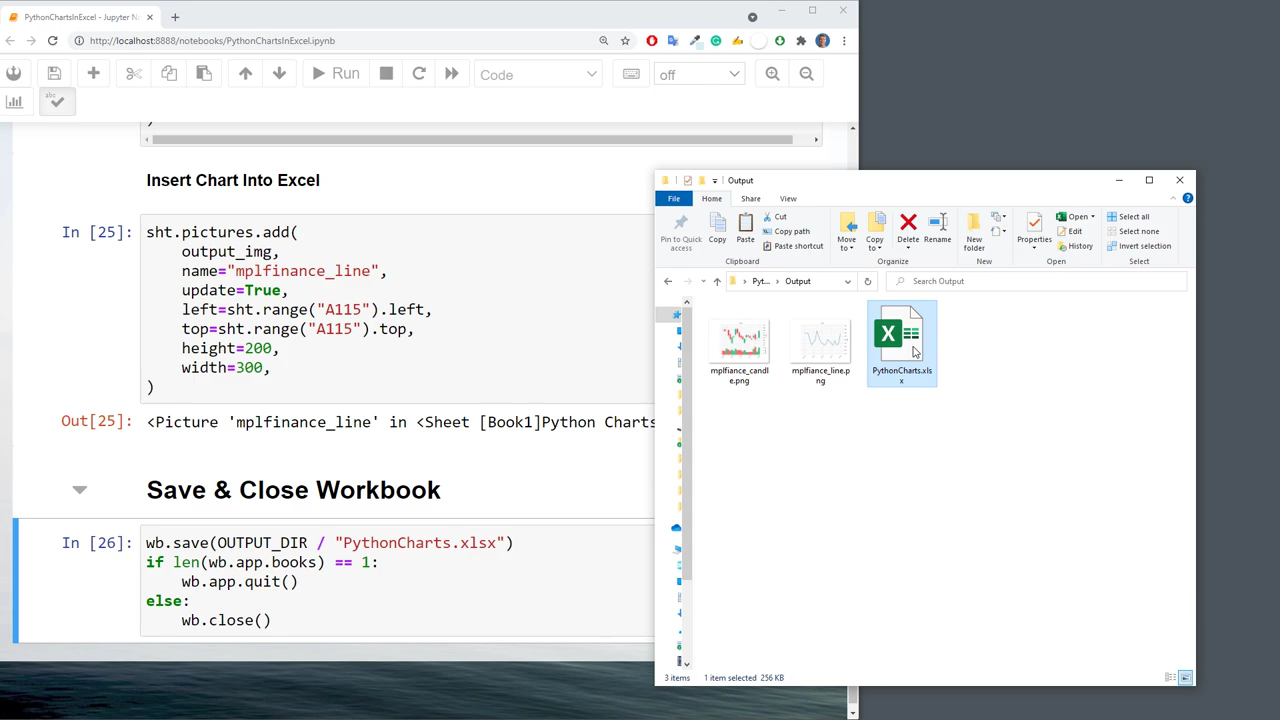 PythonChartsInExcel - Jupyter N
http://localhost:8888/notebooks/PythonChartsInExcel.ipynb
Run
Code
off
abc
Insert Chart Into Excel
In [25]:
sht.pictures.add(
output_img,
name="mplfinance_line",
update=True,
left=sht.range("A115").left,
top=sht.range("A115").top,
height=200,
width=300,
)
Out[25]:
<Picture 'mplfinance_line' in <Sheet [Book1]Python Charts
Save & Close Workbook
In [26]:
wb.save(OUTPUT_DIR / "PythonCharts.xlsx")
if len(wb.app.books) == 1:
wb.app.quit()
else:
wb.close()
Output
File
Home
Share
View
Pin to Quick
access
Copy
Paste
Cut
Copy path
Paste shortcut
Clipboard
Move
to
Copy
to
Delete
Rename
Organize
New
folder
New
Properties
Open
Edit
History
Open
Select all
Select none
Invert selection
Select
Pyt...
Output
Search Output
mplfiance_candl
e.png
mplfiance_line.p
ng
X
PythonCharts.xls
x
3 items
1 item selected 256 KB